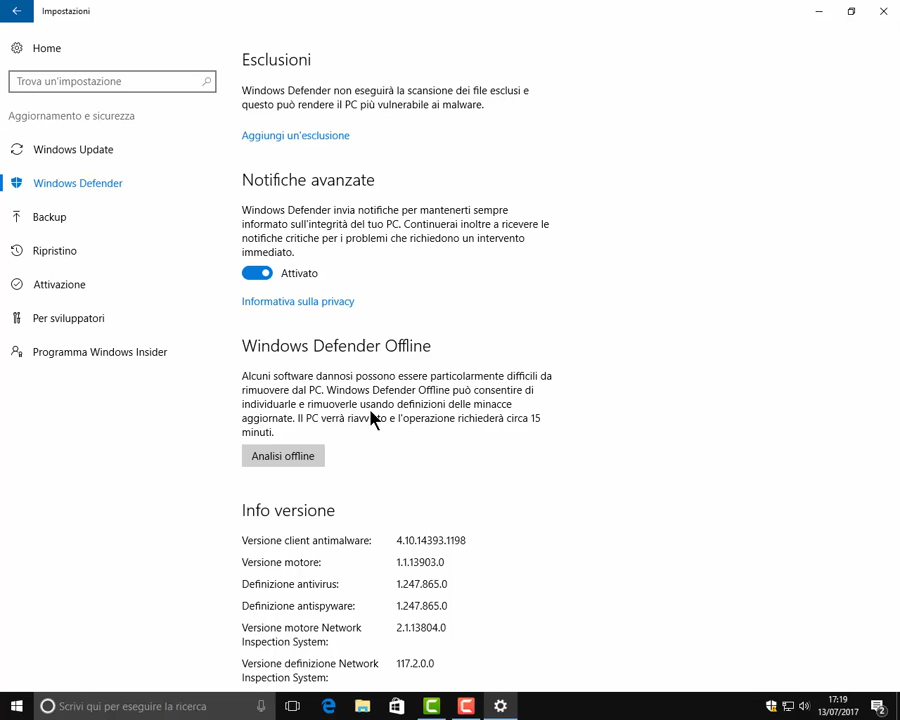 Impostazioni
Home
Trova un'impostazione
Aggiornamento e sicurezza
Windows Update
Windows Defender
Backup
Ripristino
Attivazione
Per sviluppatori
Programma Windows Insider
Esclusioni
Windows Defender non eseguirà la scansione dei file esclusi e
questo può rendere il PC più vulnerabile ai malware.
Aggiungi un'esclusione
Notifiche avanzate
Windows Defender invia notifiche per mantenerti sempre
informato sull'integrità del tuo PC. Continuerai inoltre a ricevere le
notifiche critiche per i problemi che richiedono un intervento
immediato.
Attivato
Informativa sulla privacy
Windows Defender Offline
Alcuni software dannosi possono essere particolarmente difficili da
rimuovere dal PC. Windows Defender Offline può consentire di
individuarle e rimuoverle usando definizioni delle minacce
aggiornate. Il PC verrà riavviato e l'operazione richiederà circa 15
minuti.
Analisi offline
Info versione
Versione client antimalware: 4.10.14393.1198
Versione motore: 1.1.13903.0
Definizione antivirus: 1.247.865.0
Definizione antispyware: 1.247.865.0
Versione motore Network 2.1.13804.0
Inspection System:
Versione definizione Network 117.2.0.0
Inspection System:
Scrivi qui per eseguire la ricerca
17:19
13/07/2017
2